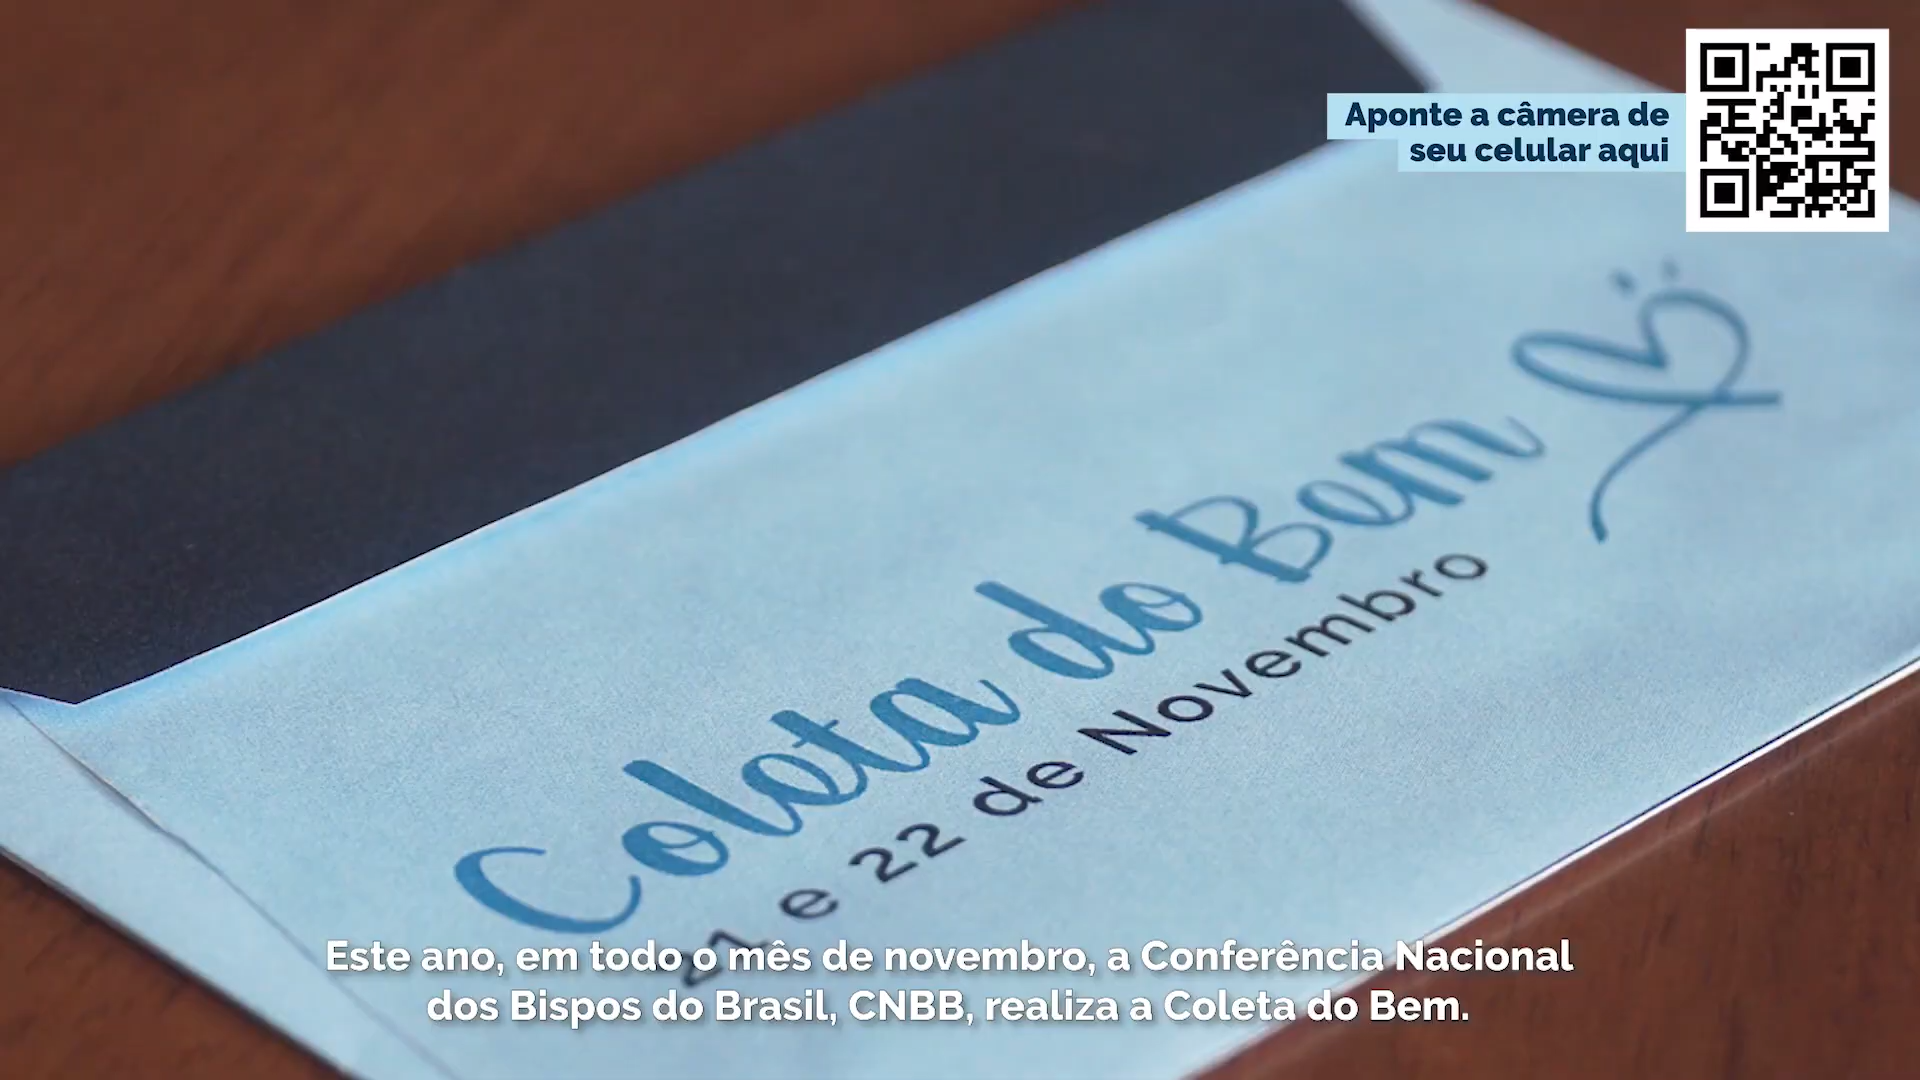 Aponte a câmera de
seu celular aqui
Coleta do Bem
21 e 22 de Novembro
Este ano, em todo o mês de novembro, a Conferência Nacional
dos Bispos do Brasil, CNBB, realiza a Coleta do Bem.